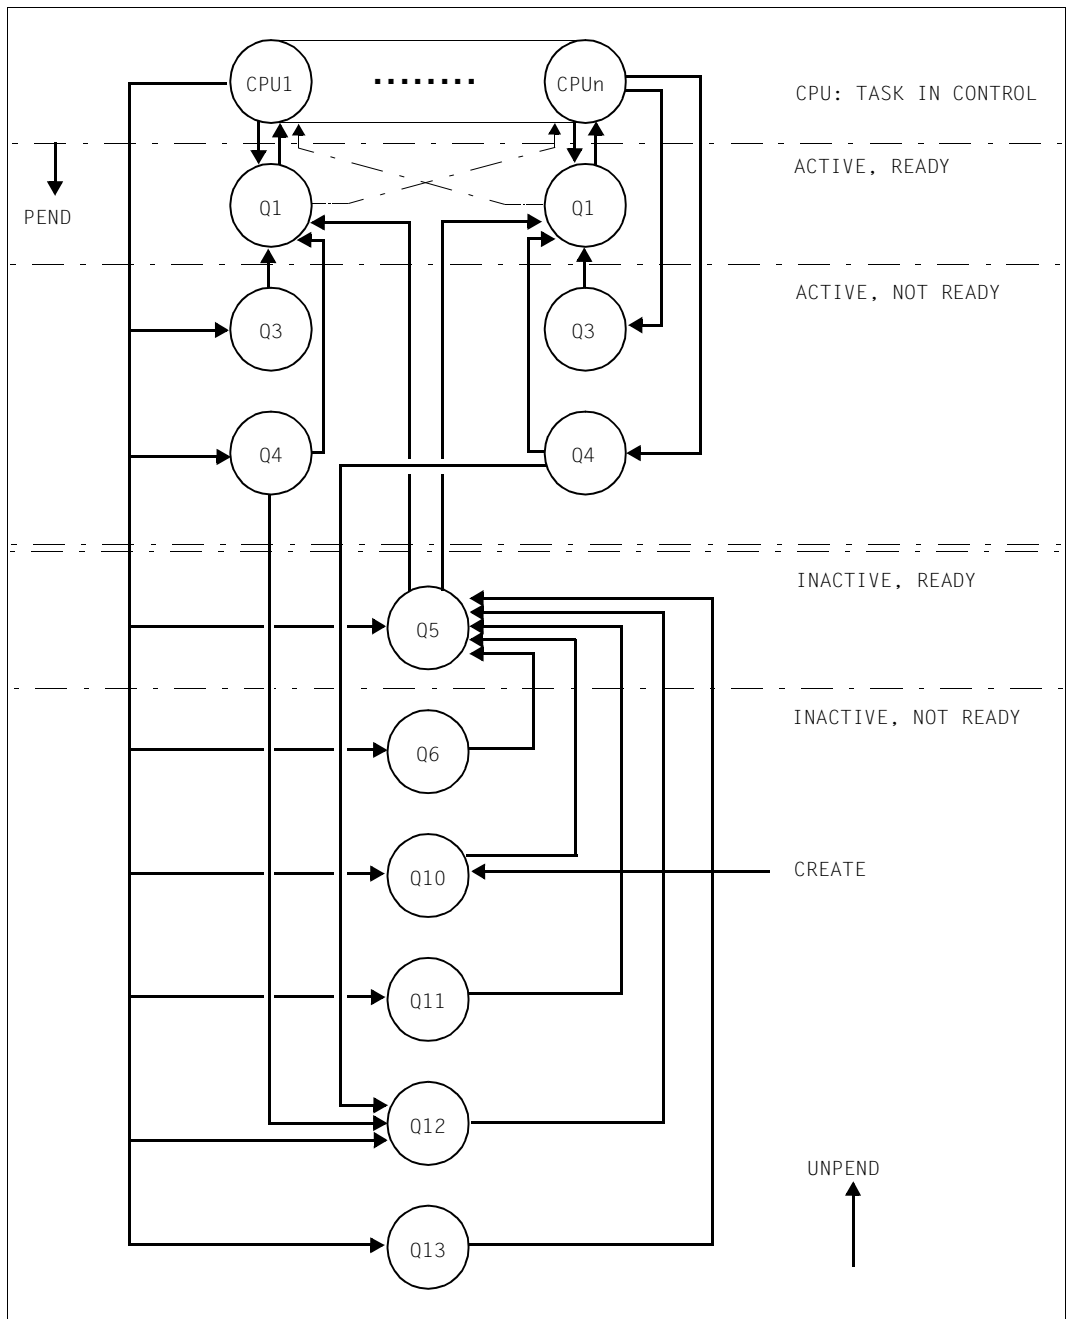 CPU1
CPUn
CPU: TASK IN CONTROL
ACTIVE, READY
PEND
Q1
Q1
ACTIVE, NOT READY
Q3
Q3
Q4
Q4
INACTIVE, READY
Q5
INACTIVE, NOT READY
Q6
Q10
CREATE
Q11
Q12
UNPEND
Q13